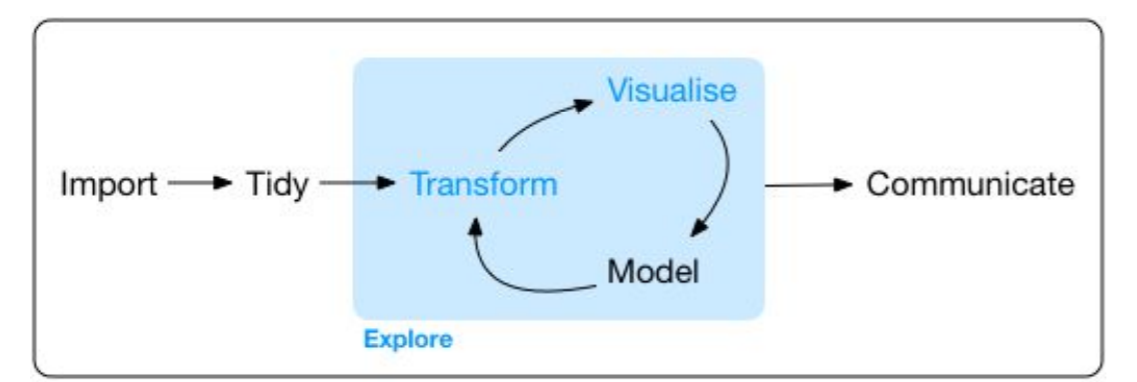 Visualise
Import Tidy Transform Communicate
Model
Explore